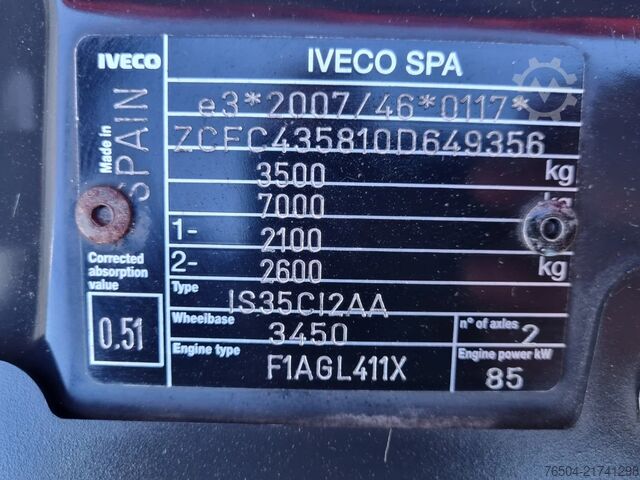 IVECO
IVECO SPA
Made in
SPAIN
e3*2007/46*0117*
ZCFC435810D649356
3500 kg
7000
1- 2100
2- 2600 kg
Corrected
absorption
value
0.51
Type
IS35CI2AA
Wheelbase
3450
n° of axles 2
Engine type
F1AGL411X
Engine power kW
85
76504-21741298